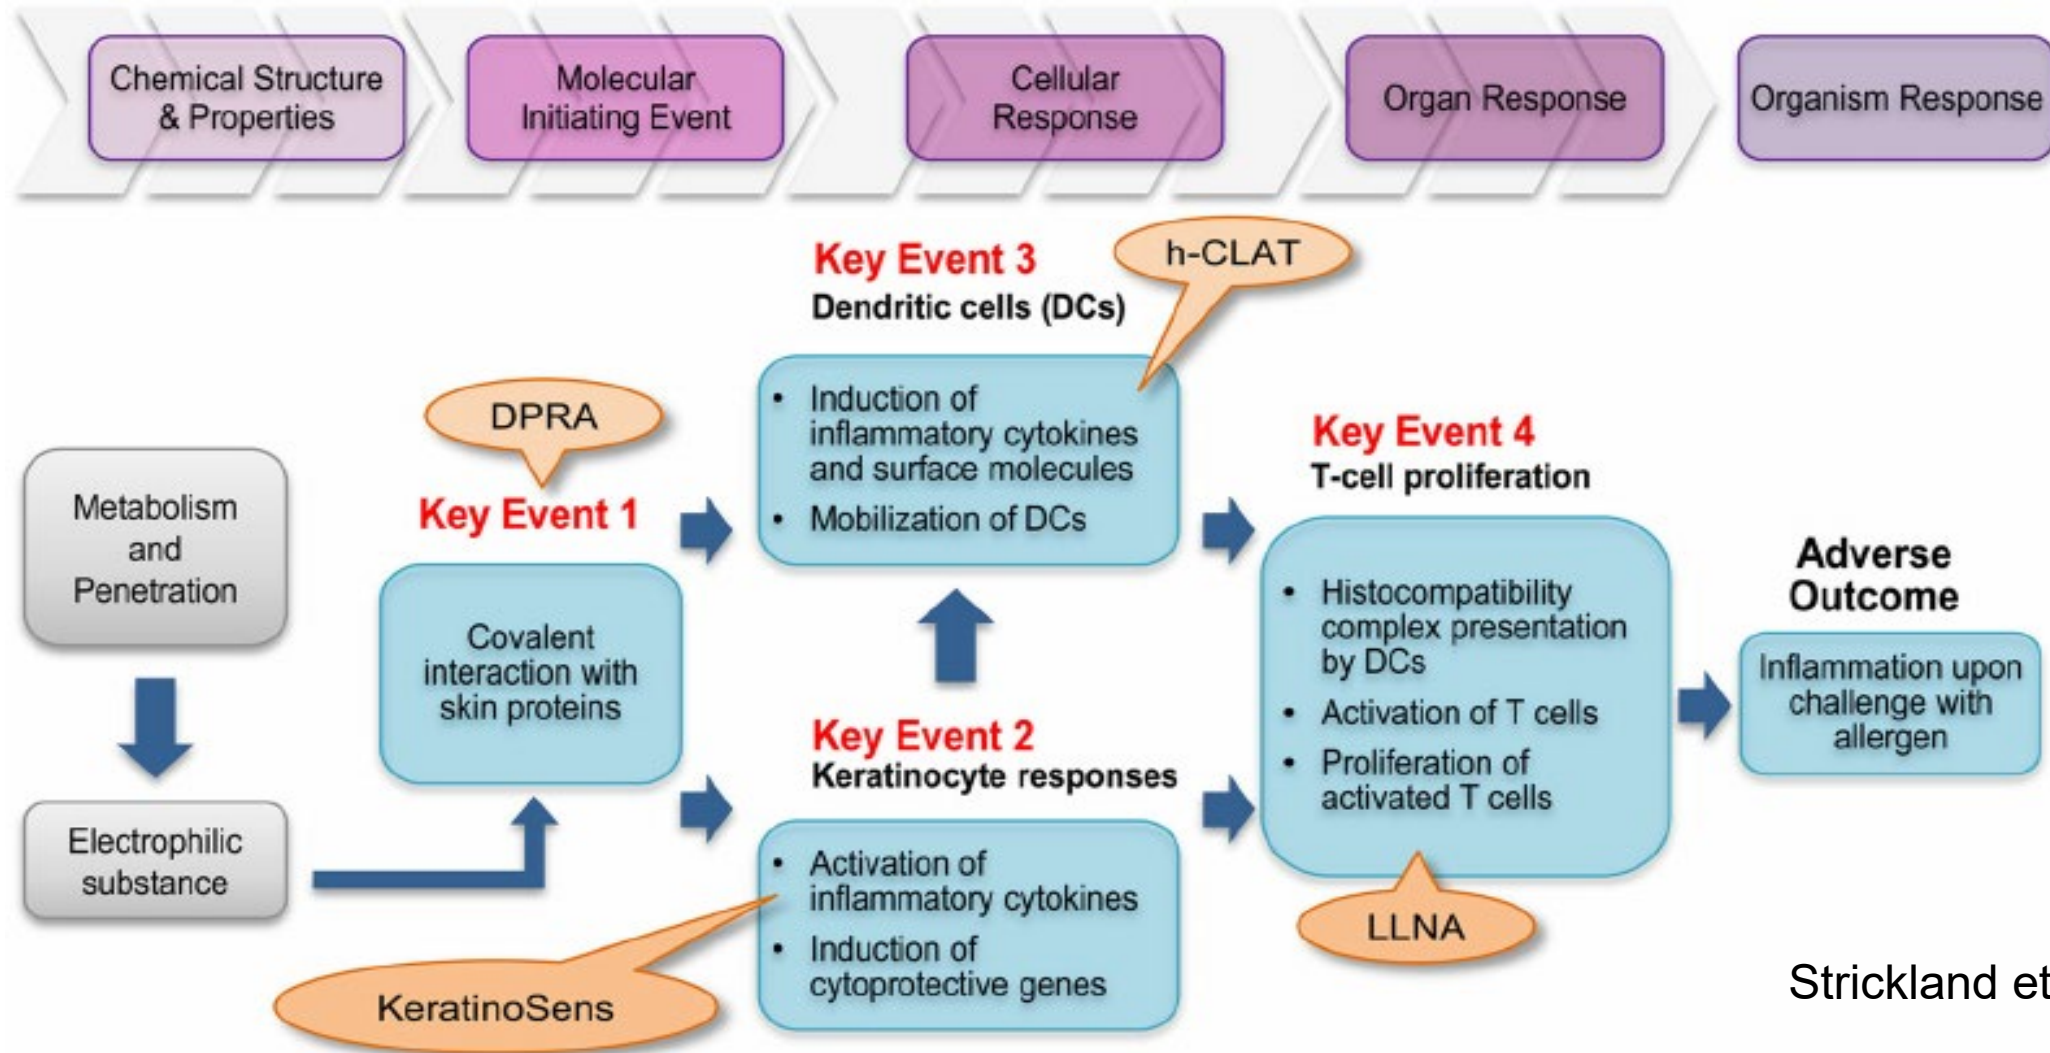 Chemical Structure
& Properties
Molecular
Initiating Event
Cellular
Response
Organ Response
Organism Response
Key Event 3
Dendritic cells (DCs)
h-CLAT
• Induction of
inflammatory cytokines
and surface molecules
• Mobilization of DCs
DPRA
Key Event 1
Covalent
interaction with
skin proteins
Metabolism
and
Penetration
Electrophilic
substance
Key Event 2
Keratinocyte responses
• Activation of
inflammatory cytokines
• Induction of
cytoprotective genes
KeratinoSens
Key Event 4
T-cell proliferation
• Histocompatibility
complex presentation
by DCs
• Activation of T cells
• Proliferation of
activated T cells
LLNA
Adverse
Outcome
Inflammation upon
challenge with
allergen
Strickland et